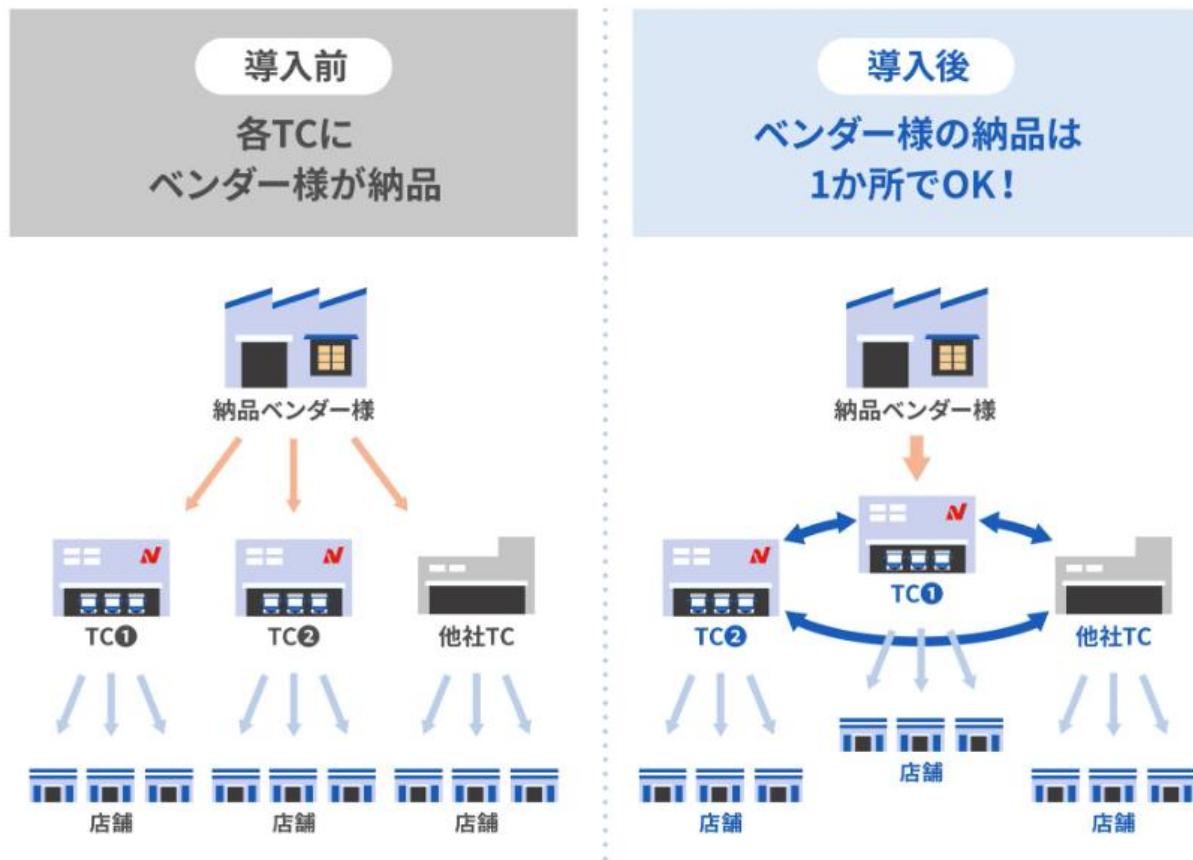 導入前
各TCに
ベンダー様が納品
納品ベンダー様
TC❶
TC❷
他社TC
店舗
店舗
店舗
導入後
ベンダー様の納品は
1か所でOK！
納品ベンダー様
TC❶
TC❷
他社TC
店舗
店舗
店舗